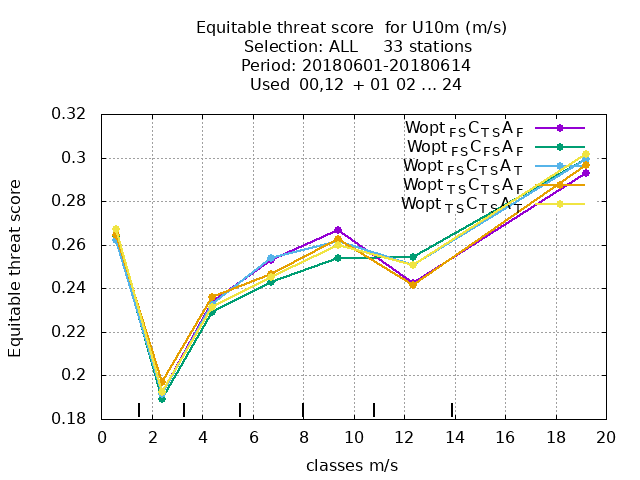 Equitable threat score  for U10m (m/s)
Selection: ALL     33 stations
Period: 20180601-20180614
Used  00,12  + 01 02 ... 24
Equitable threat score
0.32
0.3
0.28
0.26
0.24
0.22
0.2
0.18
Wopt FS C TS A F
Wopt FS C FS A F
Wopt FS C TS A T
Wopt TS C TS A F
Wopt TS C TS A T
0 2 4 6 8 10 12 14 16 18 20
classes m/s